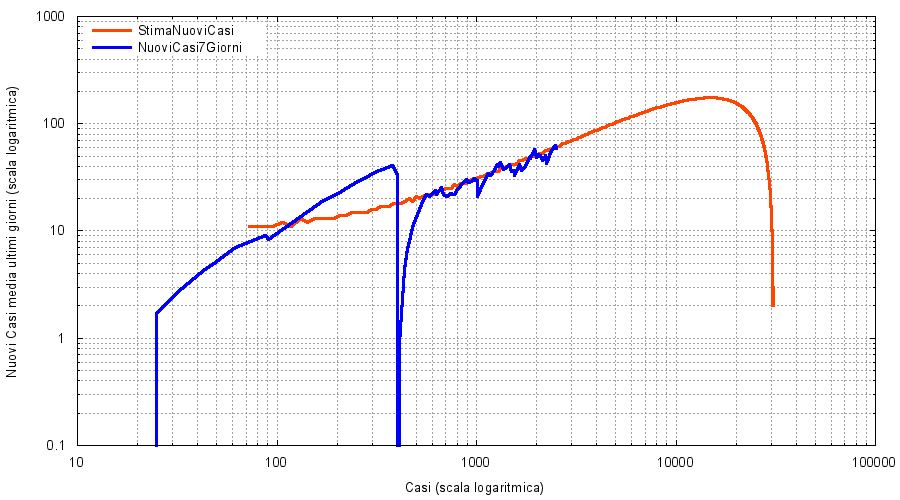 StimaNuoviCasi
NuoviCasi7Giorni
Nuovi Casi media ultimi giorni (scala logaritmica)
1000
100
10
1
0.1
10
100
1000
10000
100000
Casi (scala logaritmica)